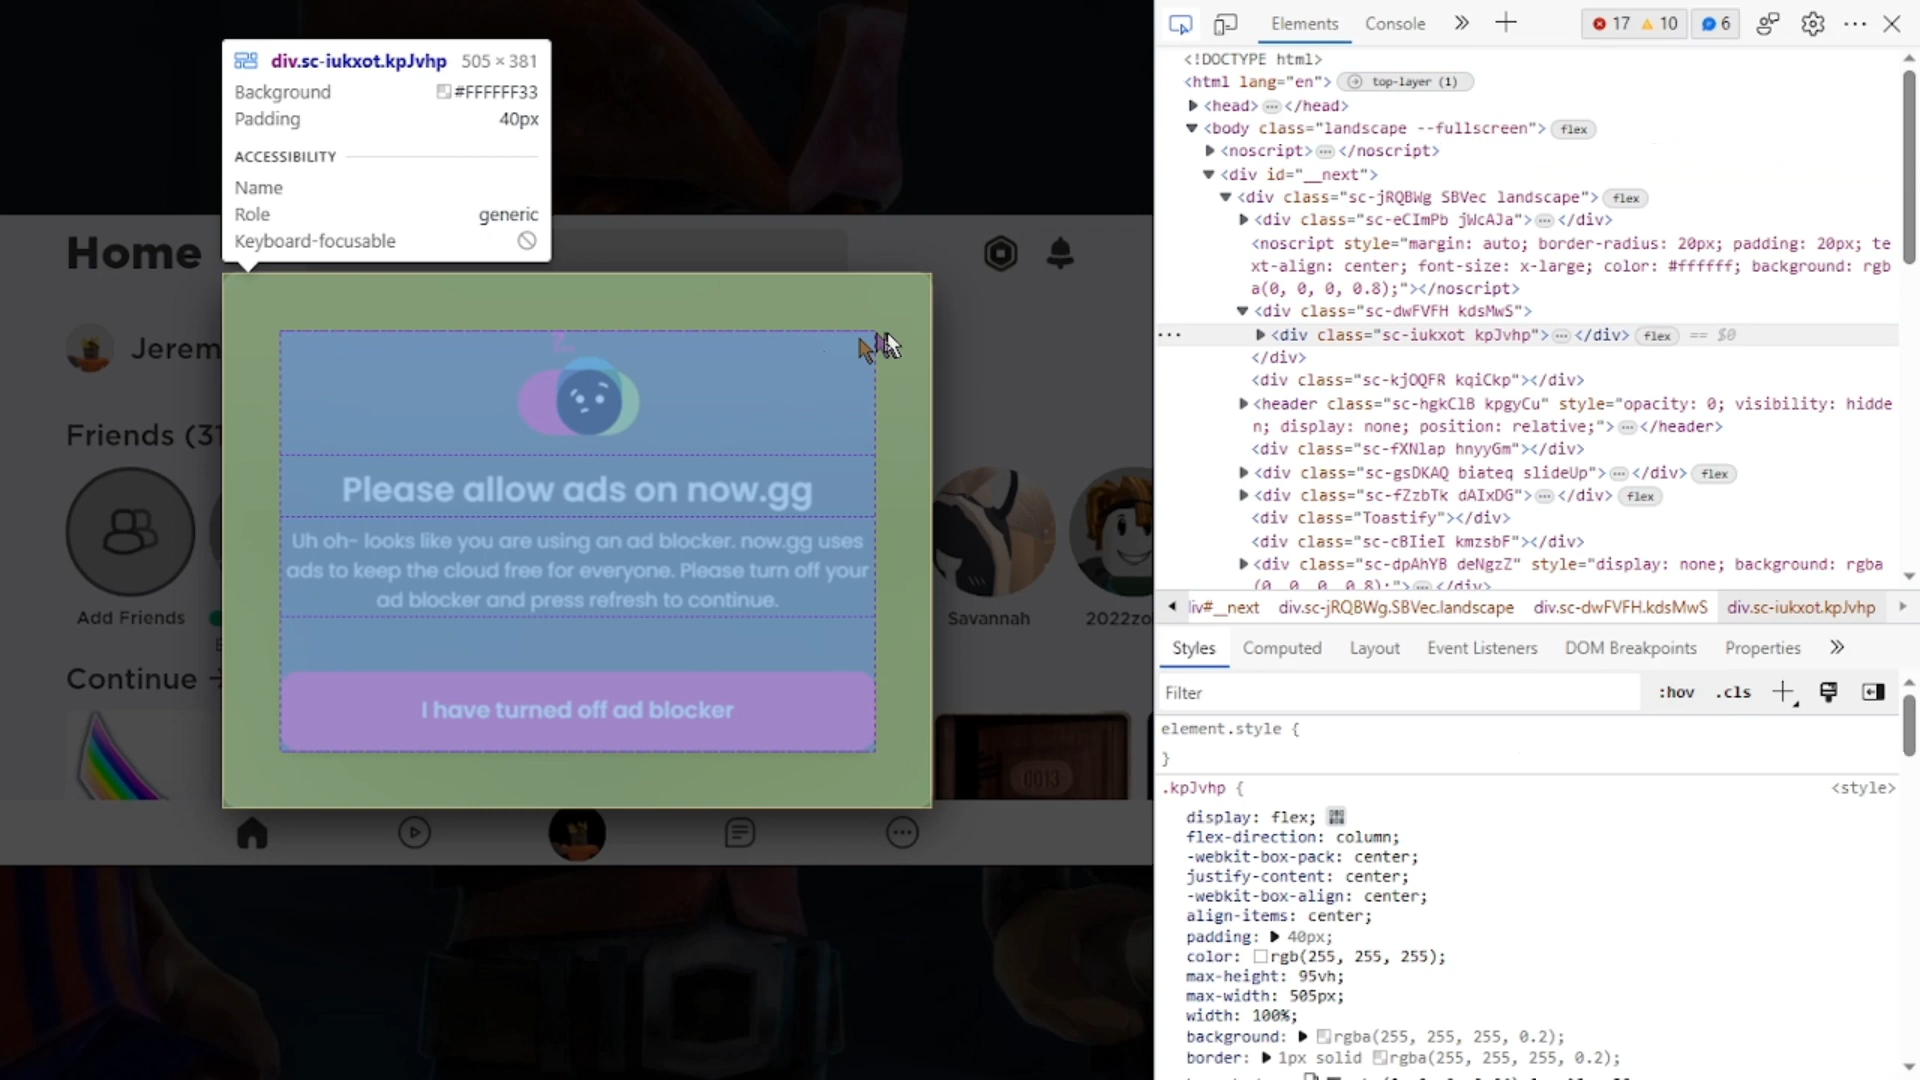 div.sc-iukxot.kpJvhp 505 × 381
Background #FFFFFF33
Padding 40px
ACCESSIBILITY
Name
Role generic
Keyboard-focusable
Home
Jerem
Friends (31
Add Friends
Savannah
2022zo
Continue
0013
Please allow ads on now.gg
Uh oh- looks like you are using an ad blocker. now.gg uses
ads to keep the cloud free for everyone. Please turn off your
ad blocker and press refresh to continue.
I have turned off ad blocker
Elements Console 17 10 6
<!DOCTYPE html>
<html lang="en"> top-layer (1)
<head> ⋯ </head>
<body class="landscape --fullscreen"> flex
<noscript> ⋯ </noscript>
<div id="__next">
<div class="sc-jRQBWg SBVec landscape"> flex
<div class="sc-eCImPb jWcAJa"> ⋯ </div>
<noscript style="margin: auto; border-radius: 20px; padding: 20px; te
xt-align: center; font-size: x-large; color: #ffffff; background: rgb
a(0, 0, 0, 0.8);"></noscript>
<div class="sc-dwFVFH kdsMwS">
<div class="sc-iukxot kpJvhp"> ⋯ </div> flex == $0
</div>
<div class="sc-kjOQFR kqiCkp"></div>
<header class="sc-hgkClB kpgyCu" style="opacity: 0; visibility: hidde
n; display: none; position: relative;"> ⋯ </header>
<div class="sc-fXNlap hnyyGm"></div>
<div class="sc-gsDKAQ biateq slideUp"> ⋯ </div> flex
<div class="sc-fZzbTk dAIxDG"> ⋯ </div> flex
<div class="Toastify"></div>
<div class="sc-cBIieI kmzsbF"></div>
<div class="sc-dpAhYB deNgzZ" style="display: none; background: rgba
(0, 0, 0, 0.8);"> ⋯ </div>
iv#__next div.sc-jRQBWg.SBVec.landscape div.sc-dwFVFH.kdsMwS div.sc-iukxot.kpJvhp
Styles Computed Layout Event Listeners DOM Breakpoints Properties
Filter :hov .cls
element.style {
}
.kpJvhp { <style>
display: flex;
flex-direction: column;
-webkit-box-pack: center;
justify-content: center;
-webkit-box-align: center;
align-items: center;
padding: 40px;
color: rgb(255, 255, 255);
max-height: 95vh;
max-width: 505px;
width: 100%;
background: rgba(255, 255, 255, 0.2);
border: 1px solid rgba(255, 255, 255, 0.2);